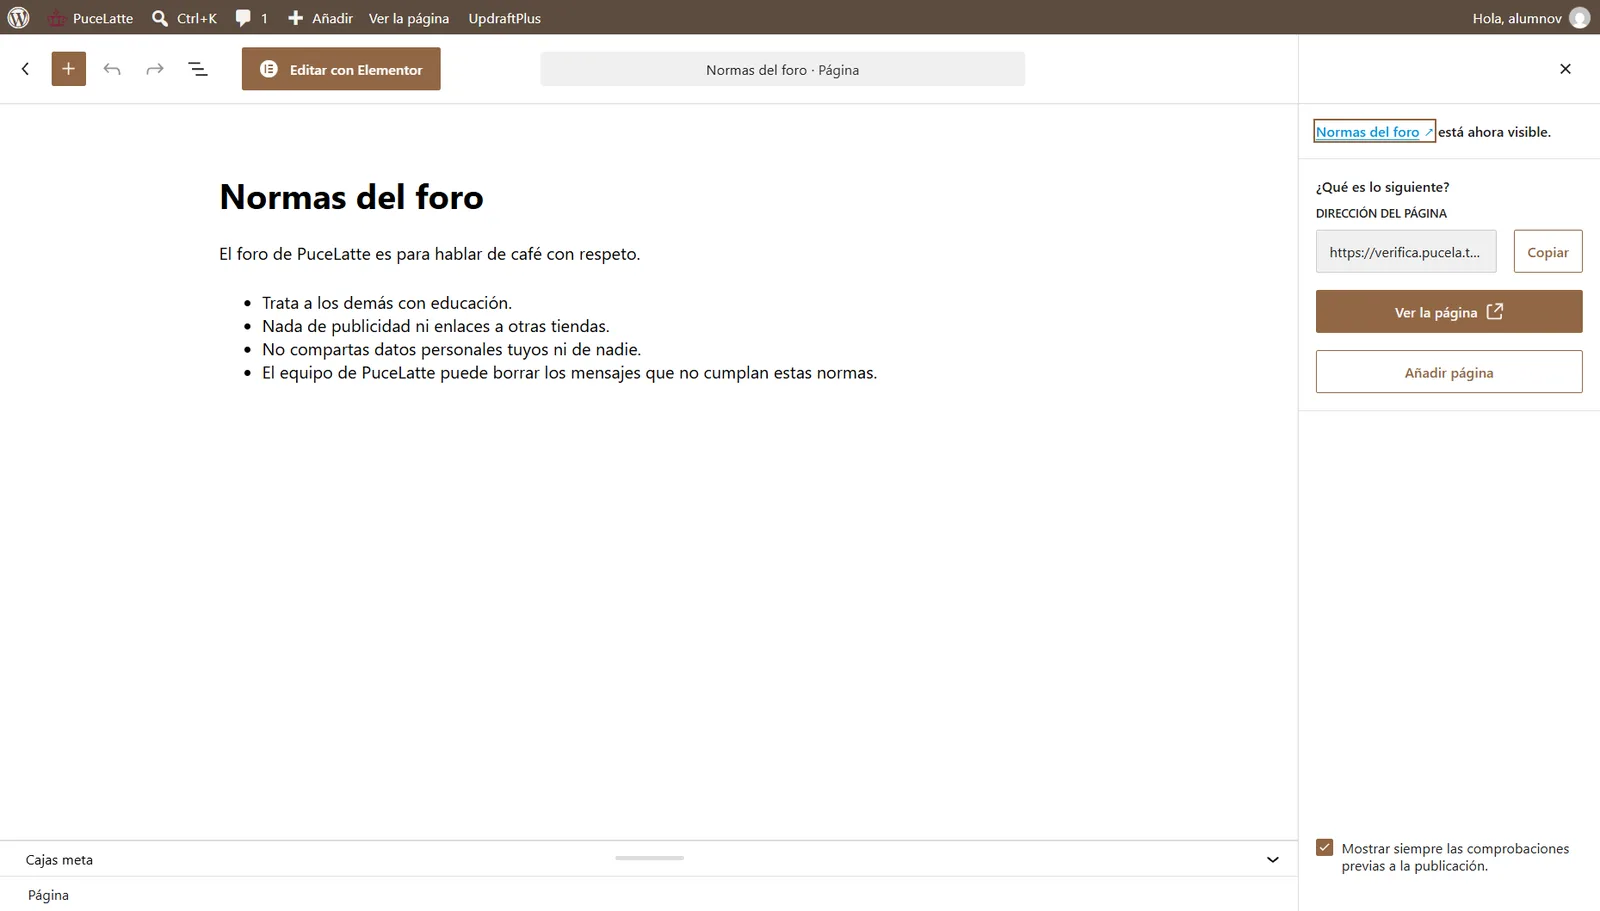 PuceLatte Ctrl+K 1 Añadir Ver la página UpdraftPlus Hola, alumnov
Editar con Elementor
Normas del foro · Página
Normas del foro ↗ está ahora visible.
Normas del foro
El foro de PuceLatte es para hablar de café con respeto.
• Trata a los demás con educación.
• Nada de publicidad ni enlaces a otras tiendas.
• No compartas datos personales tuyos ni de nadie.
• El equipo de PuceLatte puede borrar los mensajes que no cumplan estas normas.
¿Qué es lo siguiente?
DIRECCIÓN DEL PÁGINA
https://verifica.pucela.t...
Copiar
Ver la página
Añadir página
Mostrar siempre las comprobaciones
previas a la publicación.
Cajas meta
Página